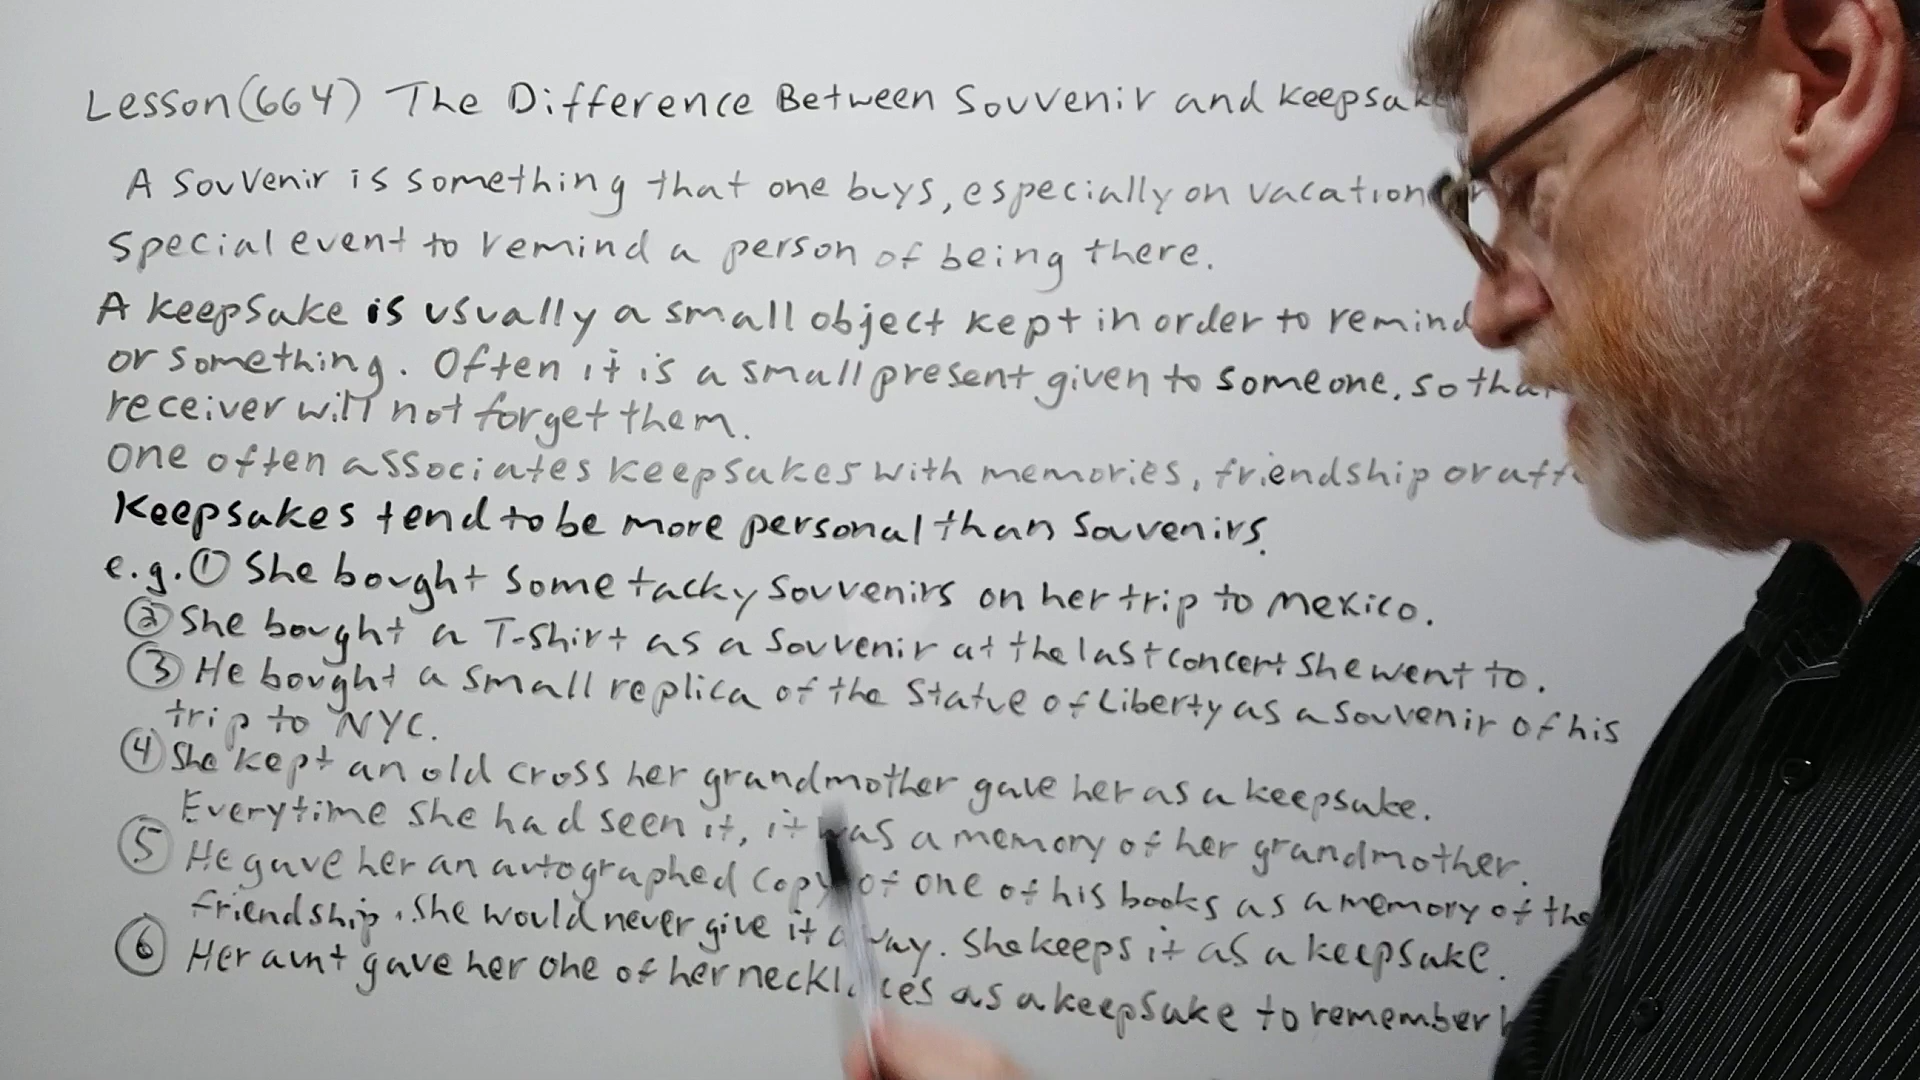 Lesson (664) The Difference Between Souvenir and keepsake
A souvenir is something that one buys, especially on vacation
special event to remind a person of being there.
A keepsake is usually a small object kept in order to remind
or something. Often it is a small present given to someone, so that
receiver will not forget them.
One often associates keepsakes with memories, friendship or
Keepsakes tend to be more personal than souvenirs.
e.g. ① She bought some tacky souvenirs on her trip to Mexico.
② She bought a T-shirt as a souvenir at the last concert she went to.
③ He bought a small replica of the Statue of Liberty as a souvenir of his
trip to NYC.
④ She kept an old cross her grandmother gave her as a keepsake.
Everytime she had seen it, it was a memory of her grandmother.
⑤ He gave her an autographed copy of one of his books as a memory of
friendship. She would never give it away. She keeps it as a keepsake.
⑥ Her aunt gave her one of her necklaces as a keepsake to remember